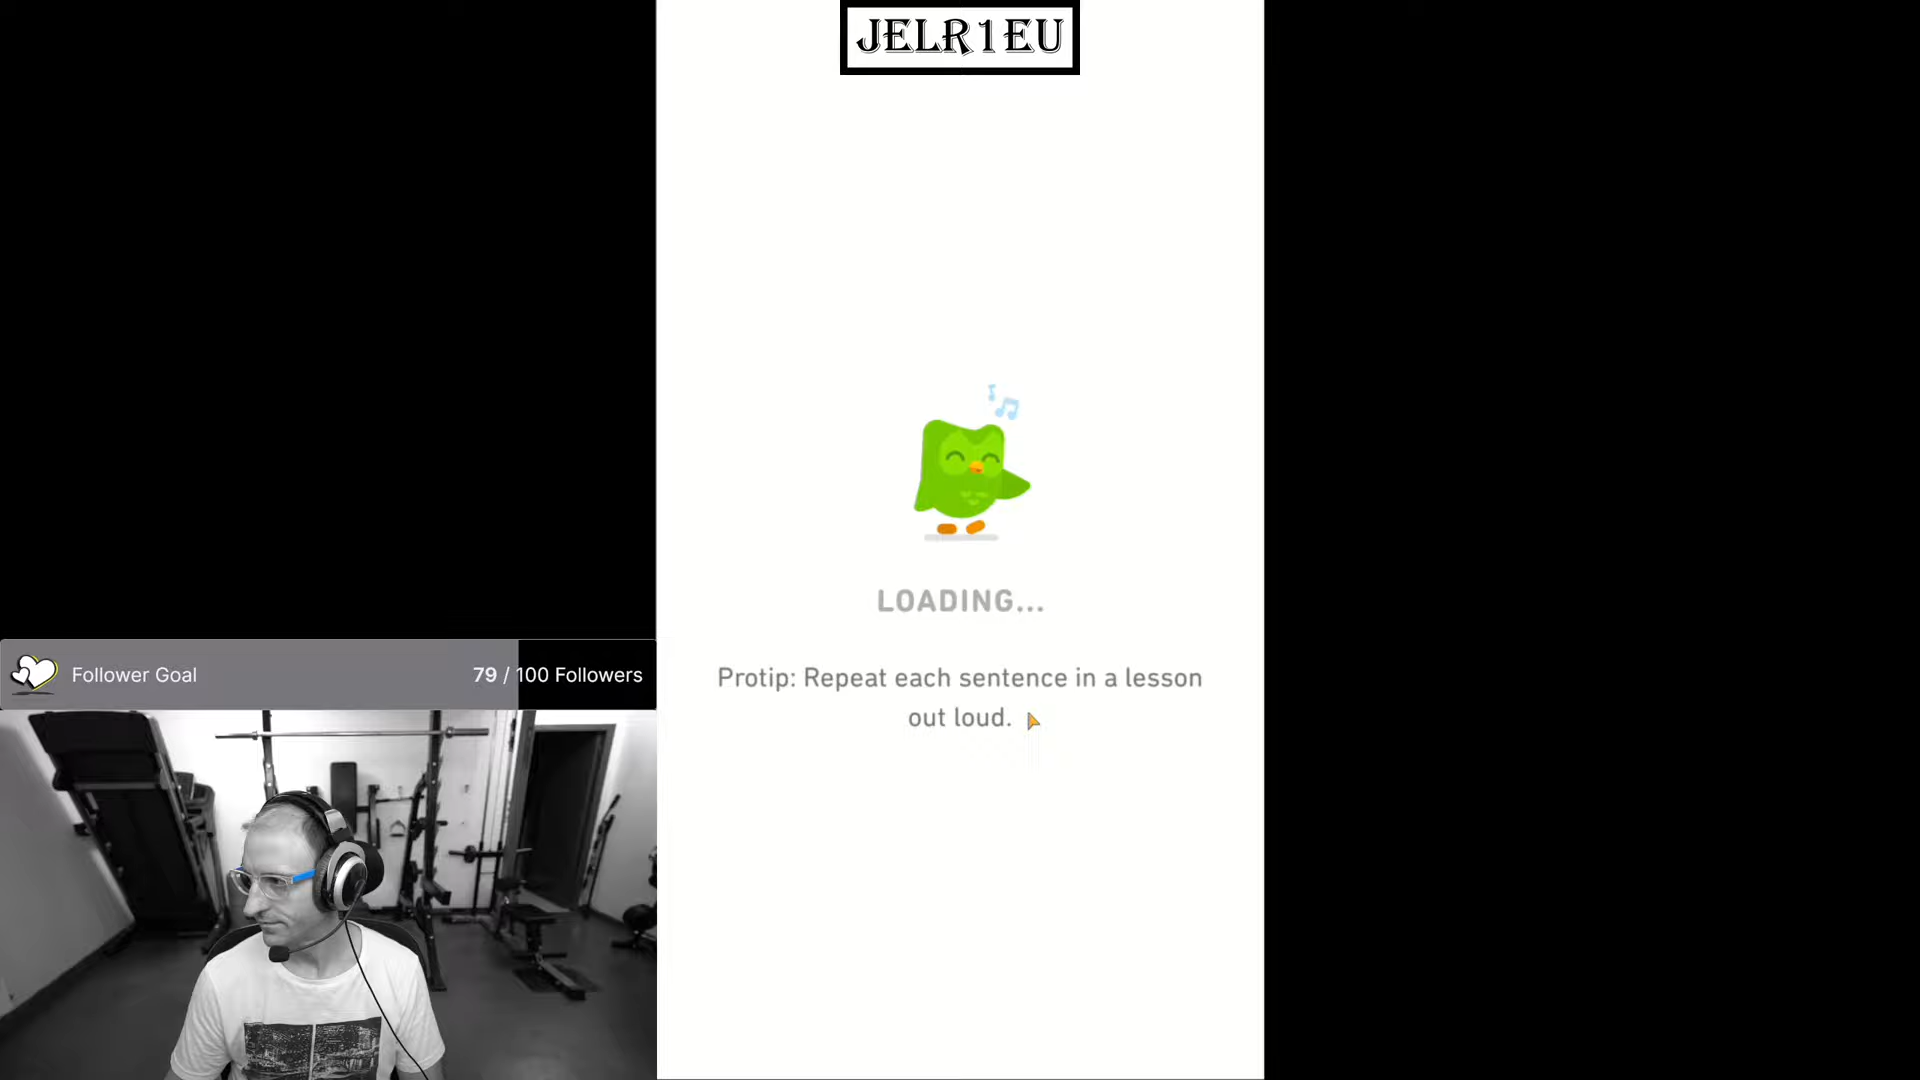 JELR1EU
LOADING...
Protip: Repeat each sentence in a lesson
out loud.
Follower Goal
79 / 100 Followers